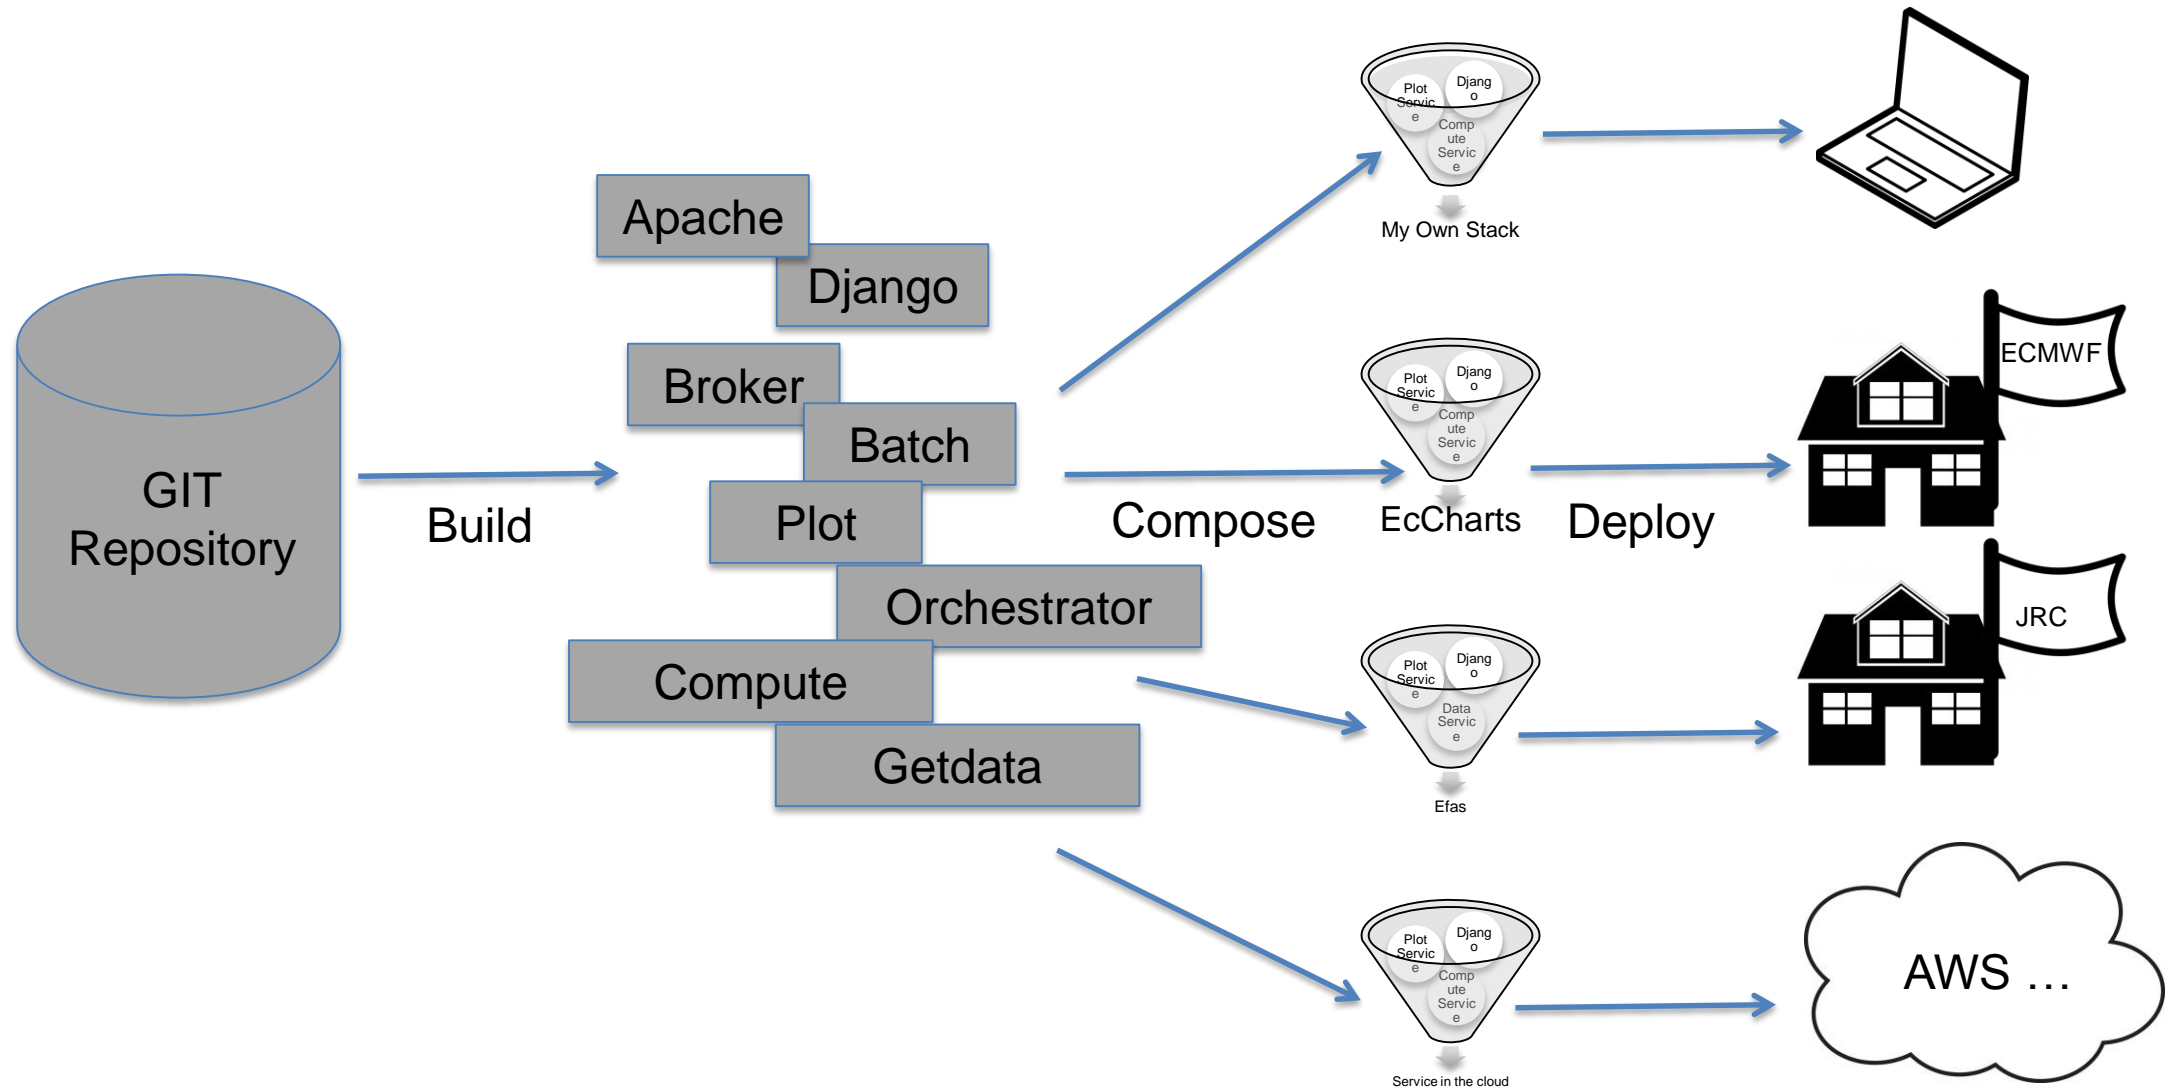 GIT
Repository
Build
Apache
Django
Broker
Batch
Plot
Orchestrator
Compute
Getdata
Compose
Plot
Servic
e
Djang
o
Comp
ute
Servic
e
My Own Stack
Plot
Servic
e
Djang
o
Comp
ute
Servic
e
EcCharts
Deploy
Plot
Servic
e
Djang
o
Data
Servic
e
Efas
Plot
Servic
e
Djang
o
Comp
ute
Servic
e
Service in the cloud
ECMWF
JRC
AWS ...